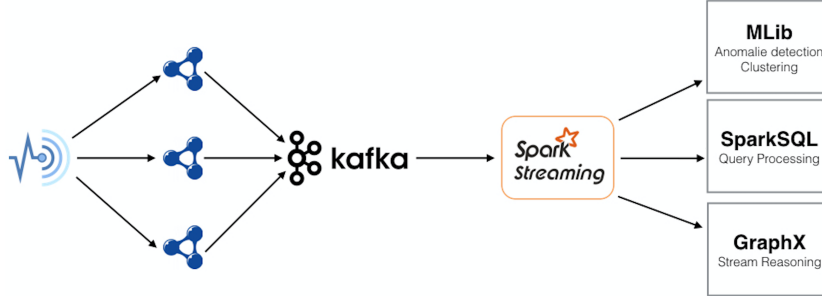 kafka
Spark
Streaming
MLib
Anomalie detection
Clustering
SparkSQL
Query Processing
GraphX
Stream Reasoning